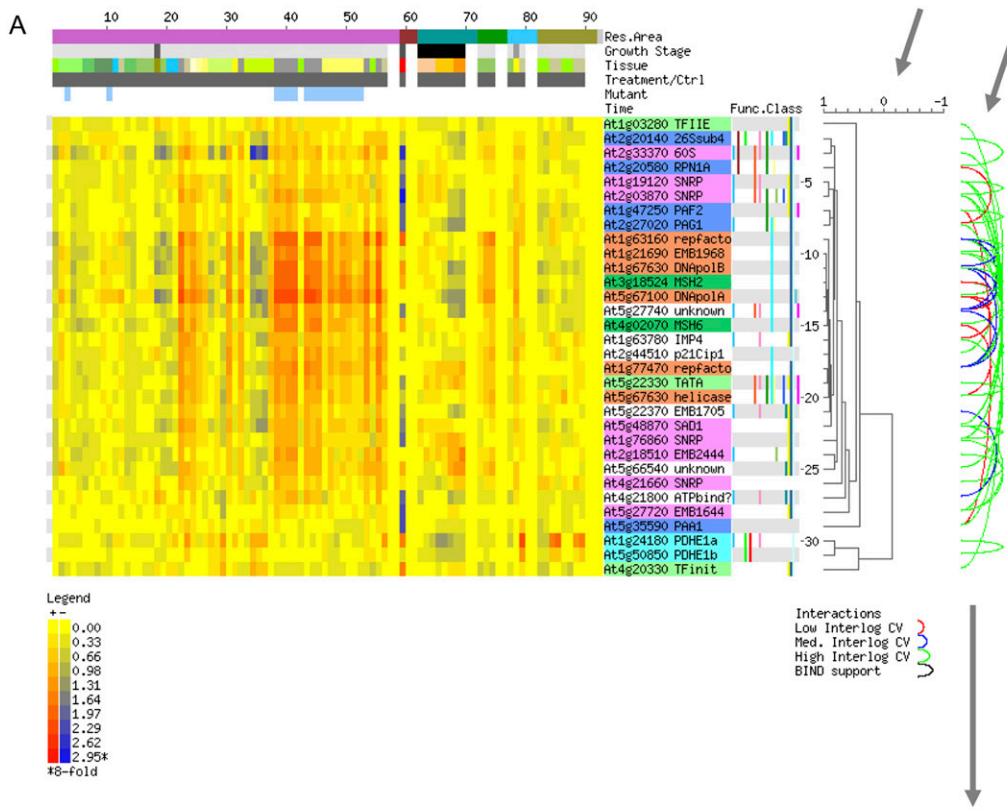 A
10 20 30 40 50 60 70 80 90
Res.Area
Growth Stage
Tissue
Treatment/Ctrl
Mutant
Time Func.Class
1 0 -1
At1g03280 TFIIE
At2g20140 26Ssub4
At2g33370 60S
At2g20580 RPN1A
At1g19120 SNRP
-5
At2g03870 SNRP
At1g47250 PAF2
At2g27020 PAG1
At1g63160 repfacto
At1g21690 EMB1968
-10
At1g67630 DNApolB
At3g18524 MSH2
At5g67100 DNApolA
At5g27740 unknown
At4g02070 MSH6
-15
At1g63780 IMP4
At2g44510 p21Cip1
At1g77470 repfacto
At5g22330 TATA
At5g67630 helicase
-20
At5g22370 EMB1705
At5g48870 SAD1
At1g76860 SNRP
At2g18510 EMB2444
At5g66540 unknown
-25
At4g21660 SNRP
At4g21800 ATPbind?
At5g27720 EMB1644
At5g35590 PAA1
At1g24180 PDHE1a
-30
At5g50850 PDHE1b
At4g20330 TFinit
Legend
+ -
0.00
0.33
0.66
0.98
1.31
1.64
1.97
2.29
2.62
2.95*
*8-fold
Interactions
Low Interlog CV
Med. Interlog CV
High Interlog CV
BIND support